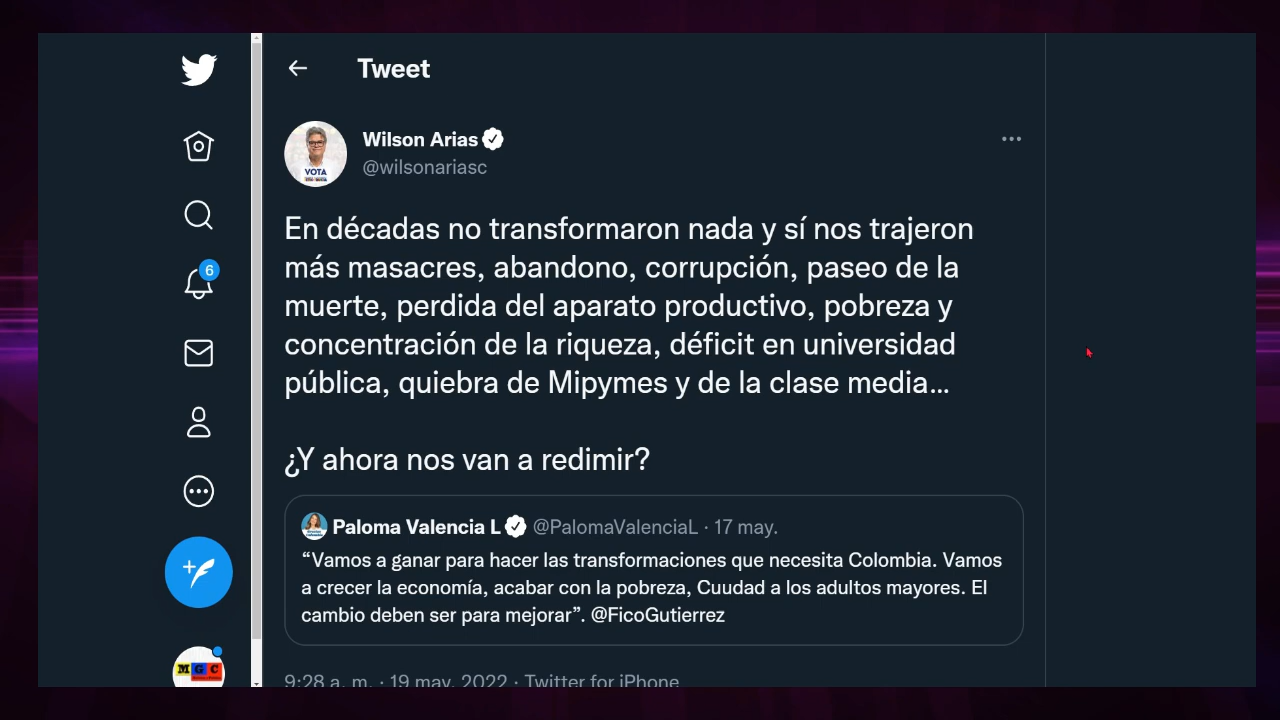 Tweet
Wilson Arias
@wilsonariasc
VOTA
En décadas no transformaron nada y sí nos trajeron
más masacres, abandono, corrupción, paseo de la
muerte, perdida del aparato productivo, pobreza y
concentración de la riqueza, déficit en universidad
pública, quiebra de Mipymes y de la clase media...
¿Y ahora nos van a redimir?
6
Paloma Valencia L @PalomaValenciaL · 17 may.
“Vamos a ganar para hacer las transformaciones que necesita Colombia. Vamos
a crecer la economía, acabar con la pobreza, Cuudad a los adultos mayores. El
cambio deben ser para mejorar”. @FicoGutierrez
MGC
9:28 a. m. · 19 may. 2022 · Twitter for iPhone